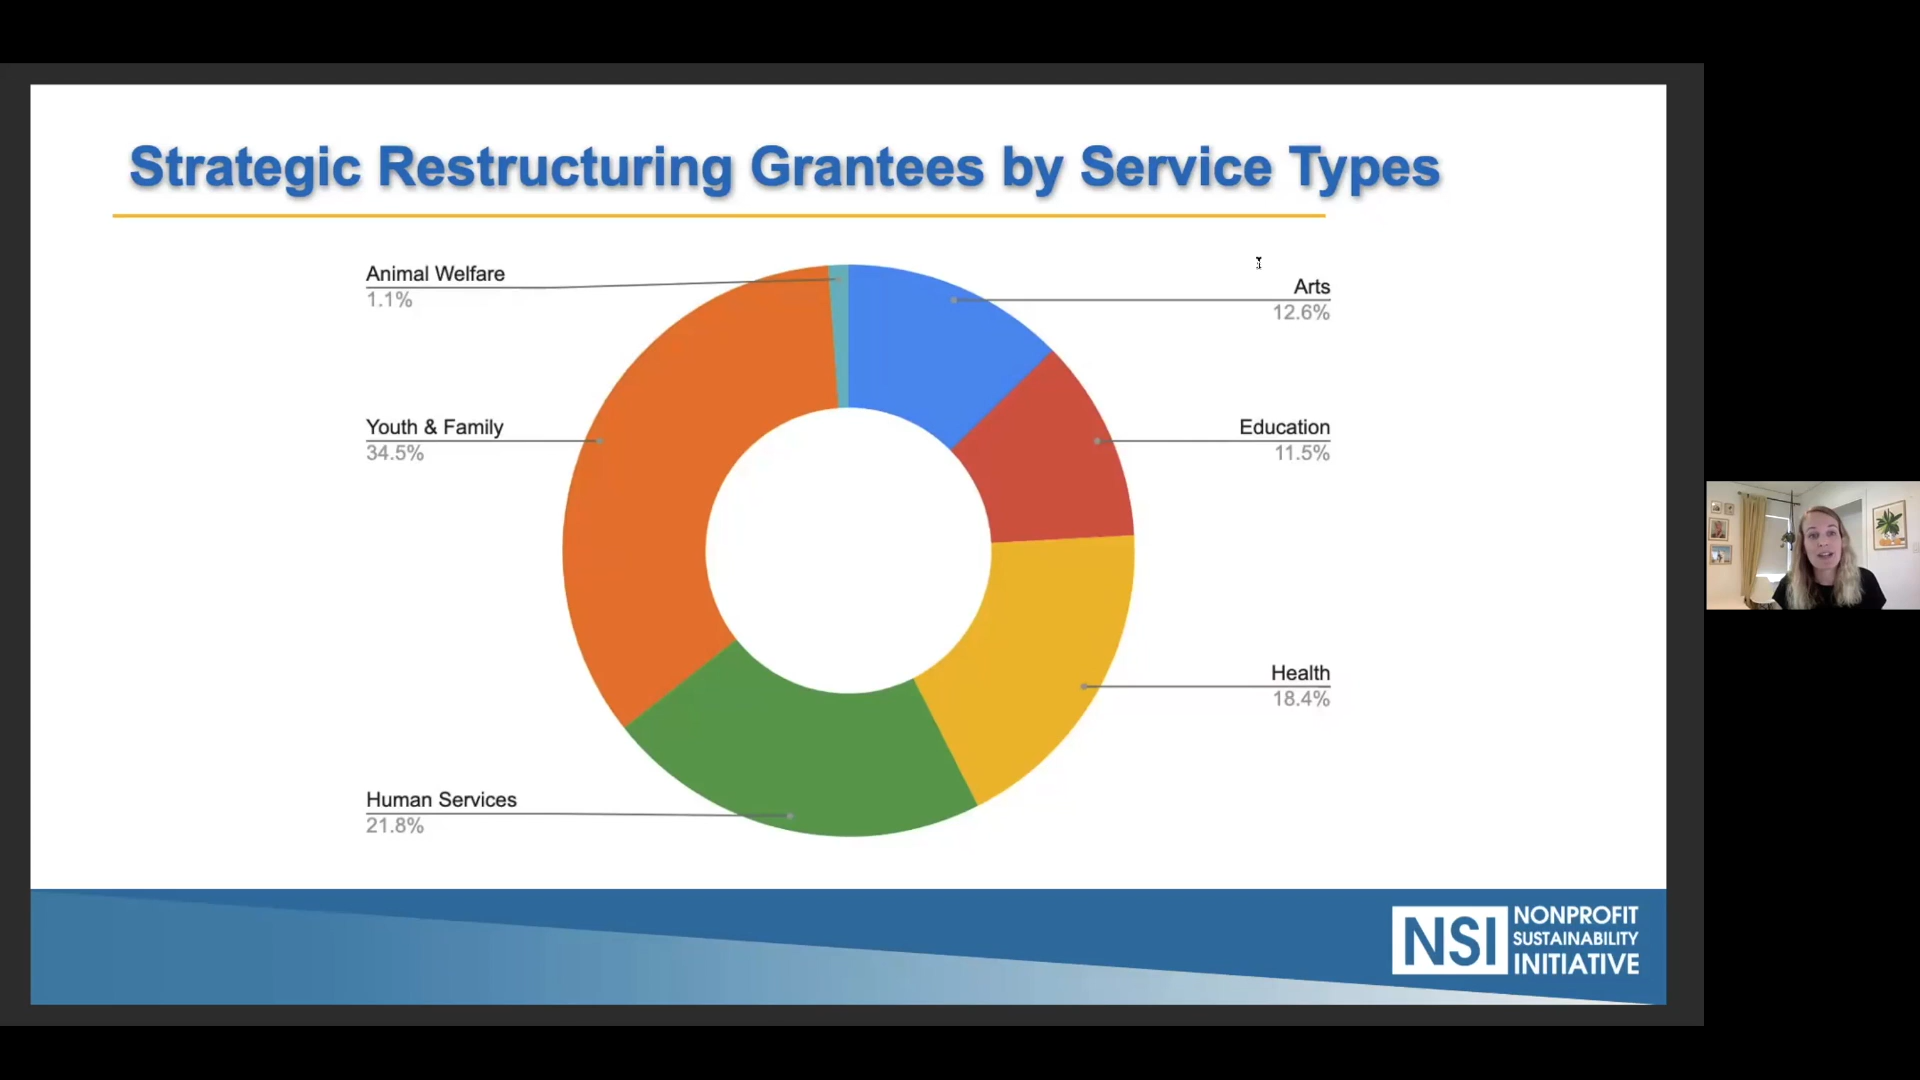 Strategic Restructuring Grantees by Service Types
Animal Welfare
1.1%
Arts
12.6%
Youth & Family
34.5%
Education
11.5%
Health
18.4%
Human Services
21.8%
NSI
NONPROFIT
SUSTAINABILITY
INITIATIVE